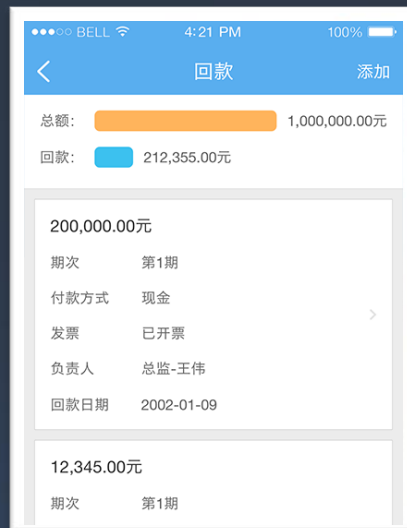 ●●●○○ BELL 4:21 PM 100%
回款 添加
总额： 1,000,000.00元
回款： 212,355.00元
200,000.00元
期次 第1期
付款方式 现金
发票 已开票
负责人 总监-王伟
回款日期 2002-01-09
12,345.00元
期次 第1期